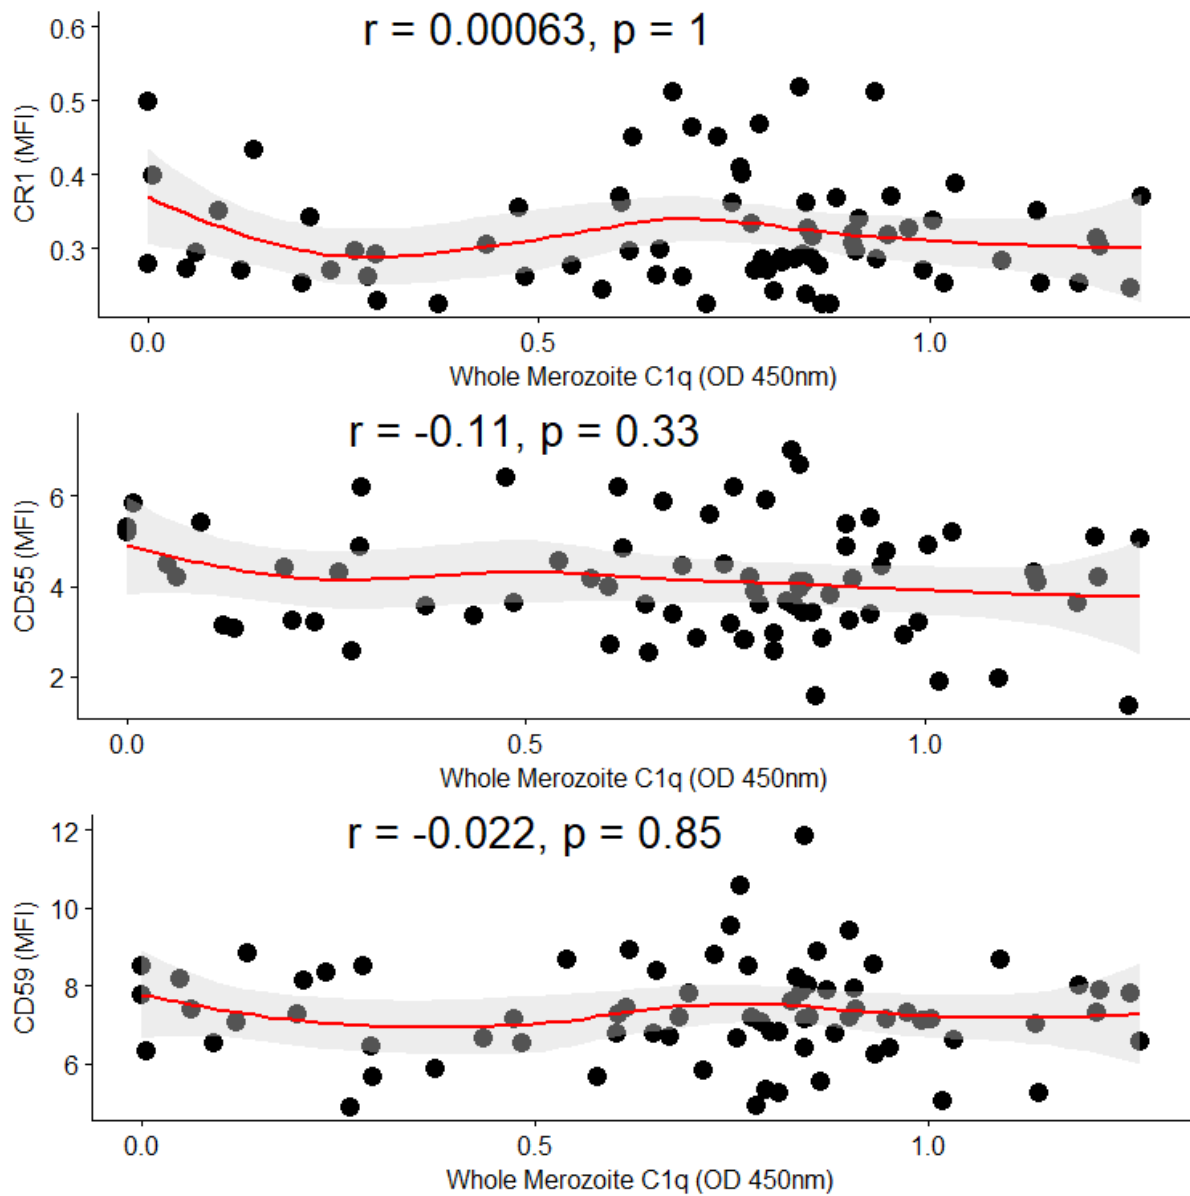 r = 0.00063, p = 1
0.6
0.5
0.4
0.3
CR1 (MFI)
0.0 0.5 1.0
Whole Merozoite C1q (OD 450nm)
r = -0.11, p = 0.33
6
4
2
CD55 (MFI)
0.0 0.5 1.0
Whole Merozoite C1q (OD 450nm)
r = -0.022, p = 0.85
12
10
8
6
CD59 (MFI)
0.0 0.5 1.0
Whole Merozoite C1q (OD 450nm)